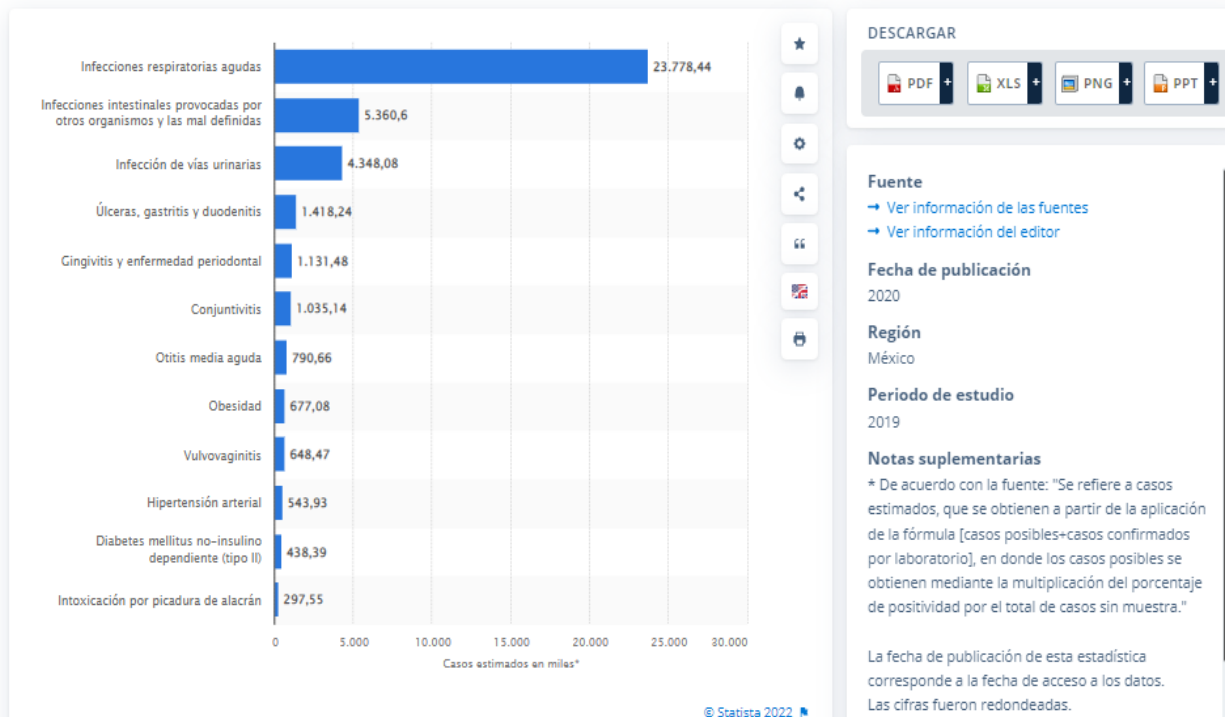 Infecciones respiratorias agudas
23.778,44
Infecciones intestinales provocadas por
otros organismos y las mal definidas
5.360,6
Infección de vías urinarias
4.348,08
Úlceras, gastritis y duodenitis
1.418,24
Gingivitis y enfermedad periodontal
1.131,48
Conjuntivitis
1.035,14
Otitis media aguda
790,66
Obesidad
677,08
Vulvovaginitis
648,47
Hipertensión arterial
543,93
Diabetes mellitus no-insulino
dependiente (tipo II)
438,39
Intoxicación por picadura de alacrán
297,55
0 5.000 10.000 15.000 20.000 25.000 30.000
Casos estimados en miles*
© Statista 2022
DESCARGAR
PDF + XLS + PNG + PPT +
Fuente
→ Ver información de las fuentes
→ Ver información del editor
Fecha de publicación
2020
Región
México
Periodo de estudio
2019
Notas suplementarias
* De acuerdo con la fuente: "Se refiere a casos
estimados, que se obtienen a partir de la aplicación
de la fórmula [casos posibles+casos confirmados
por laboratorio], en donde los casos posibles se
obtienen mediante la multiplicación del porcentaje
de positividad por el total de casos sin muestra."
La fecha de publicación de esta estadística
corresponde a la fecha de acceso a los datos.
Las cifras fueron redondeadas.